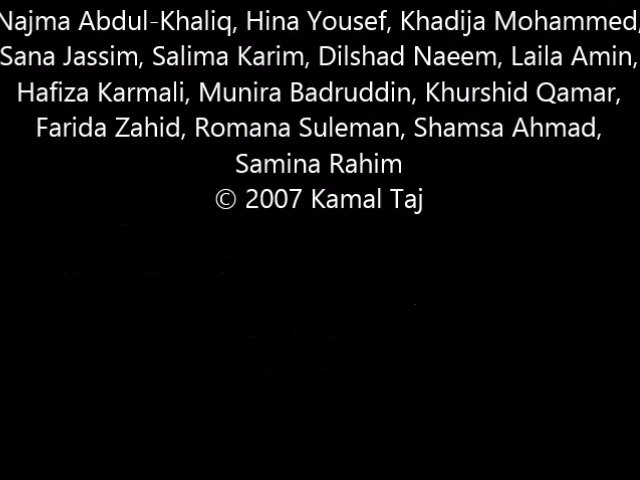 Najma Abdul-Khaliq, Hina Yousef, Khadija Mohammed,
Sana Jassim, Salima Karim, Dilshad Naeem, Laila Amin,
Hafiza Karmali, Munira Badruddin, Khurshid Qamar,
Farida Zahid, Romana Suleman, Shamsa Ahmad,
Samina Rahim
© 2007 Kamal Taj